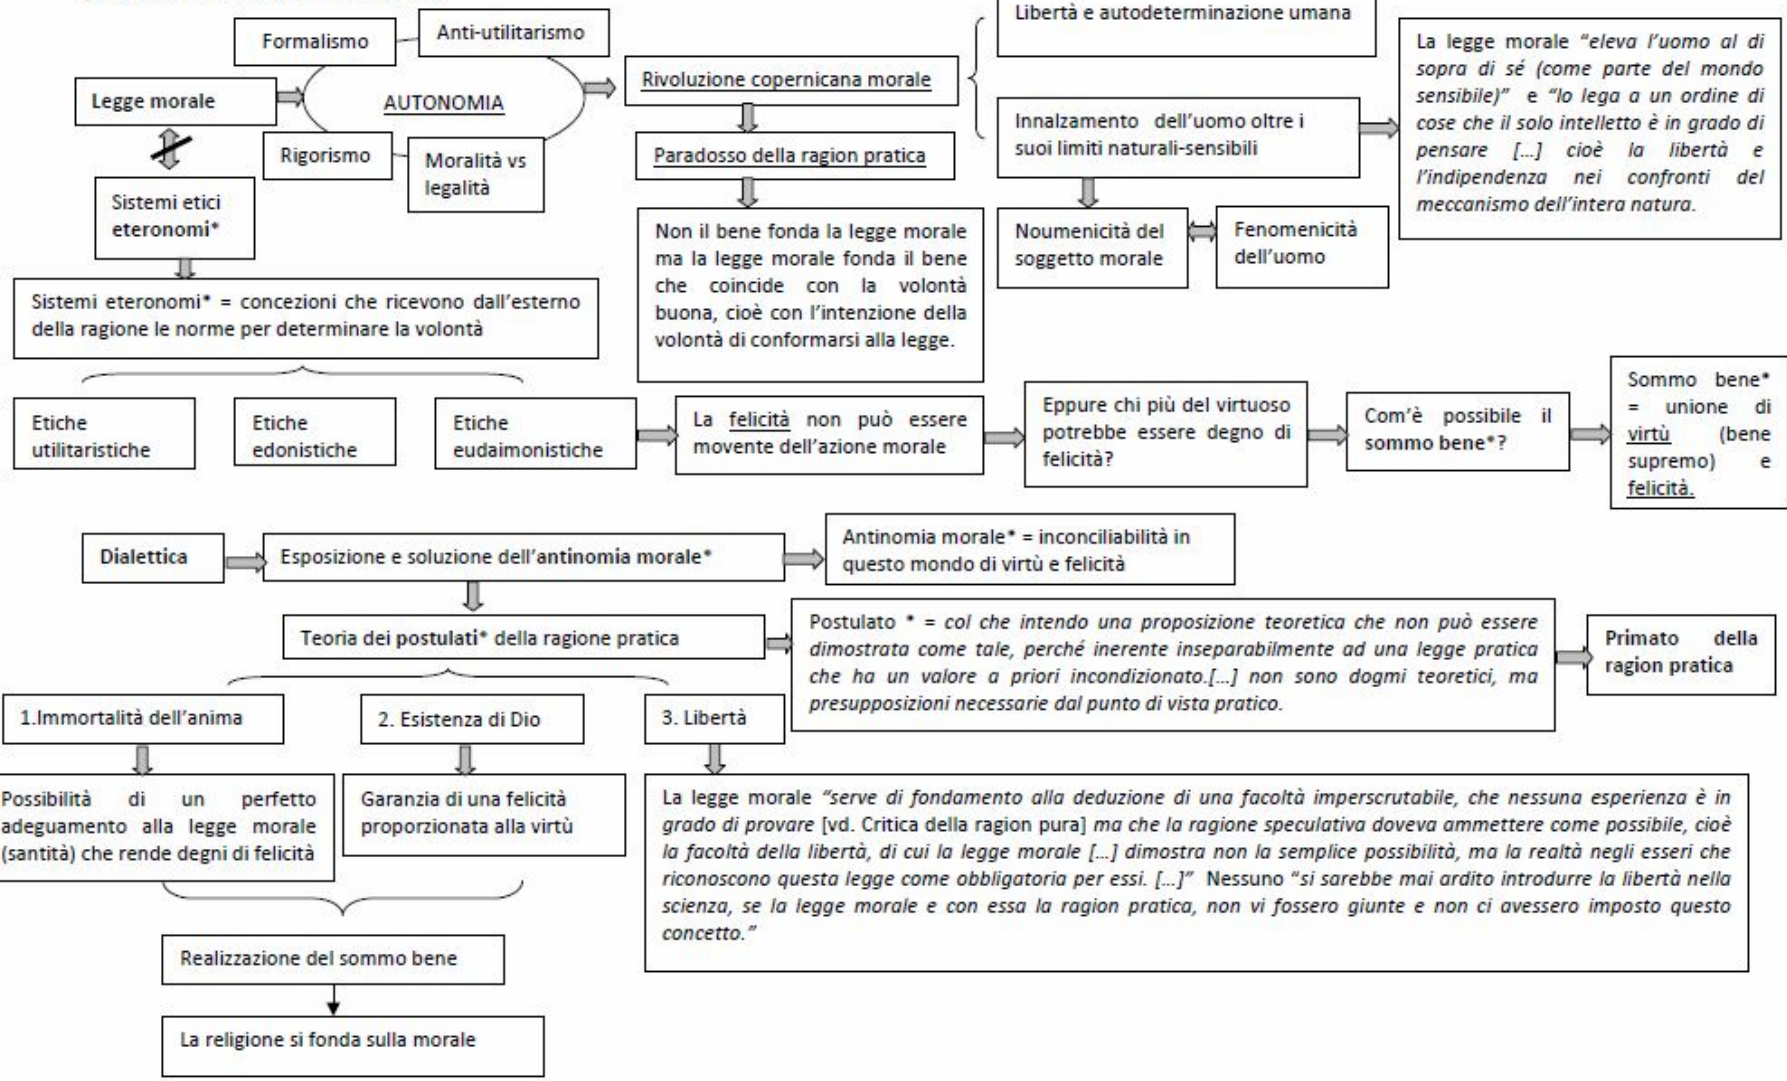 Formalismo
Anti-utilitarismo
Legge morale
AUTONOMIA
Rigorismo
Moralità vs
legalità
Rivoluzione copernicana morale
Libertà e autodeterminazione umana
Innalzamento dell'uomo oltre i
suoi limiti naturali-sensibili
La legge morale "eleva l'uomo al di
sopra di sé (come parte del mondo
sensibile)" e "lo lega a un ordine di
cose che il solo intelletto è in grado di
pensare [...] cioè la libertà e
l'indipendenza nei confronti del
meccanismo dell'intera natura.
Paradosso della ragion pratica
Sistemi etici
eteronomi*
Non il bene fonda la legge morale
ma la legge morale fonda il bene
che coincide con la volontà
buona, cioè con l'intenzione della
volontà di conformarsi alla legge.
Noumenicità del
soggetto morale
Fenomenicità
dell'uomo
Sistemi eteronomi* = concezioni che ricevono dall'esterno
della ragione le norme per determinare la volontà
Etiche
utilitaristiche
Etiche
edonistiche
Etiche
eudaimonistiche
La felicità non può essere
movente dell'azione morale
Eppure chi più del virtuoso
potrebbe essere degno di
felicità?
Com'è possibile il
sommo bene*?
Sommo bene*
= unione di
virtù (bene
supremo) e
felicità.
Dialettica
Esposizione e soluzione dell'antinomia morale*
Antinomia morale* = inconciliabilità in
questo mondo di virtù e felicità
Teoria dei postulati* della ragione pratica
Postulato * = col che intendo una proposizione teoretica che non può essere
dimostrata come tale, perché inerente inseparabilmente ad una legge pratica
che ha un valore a priori incondizionato.[...] non sono dogmi teoretici, ma
presupposizioni necessarie dal punto di vista pratico.
Primato della
ragion pratica
1.Immortalità dell'anima
2. Esistenza di Dio
3. Libertà
Possibilità di un perfetto
adeguamento alla legge morale
(santità) che rende degni di felicità
Garanzia di una felicità
proporzionata alla virtù
La legge morale "serve di fondamento alla deduzione di una facoltà imperscrutabile, che nessuna esperienza è in
grado di provare [vd. Critica della ragion pura] ma che la ragione speculativa doveva ammettere come possibile, cioè
la facoltà della libertà, di cui la legge morale [...] dimostra non la semplice possibilità, ma la realtà negli esseri che
riconoscono questa legge come obbligatoria per essi. [...]" Nessuno "si sarebbe mai ardito introdurre la libertà nella
scienza, se la legge morale e con essa la ragion pratica, non vi fossero giunte e non ci avessero imposto questo
concetto."
Realizzazione del sommo bene
La religione si fonda sulla morale